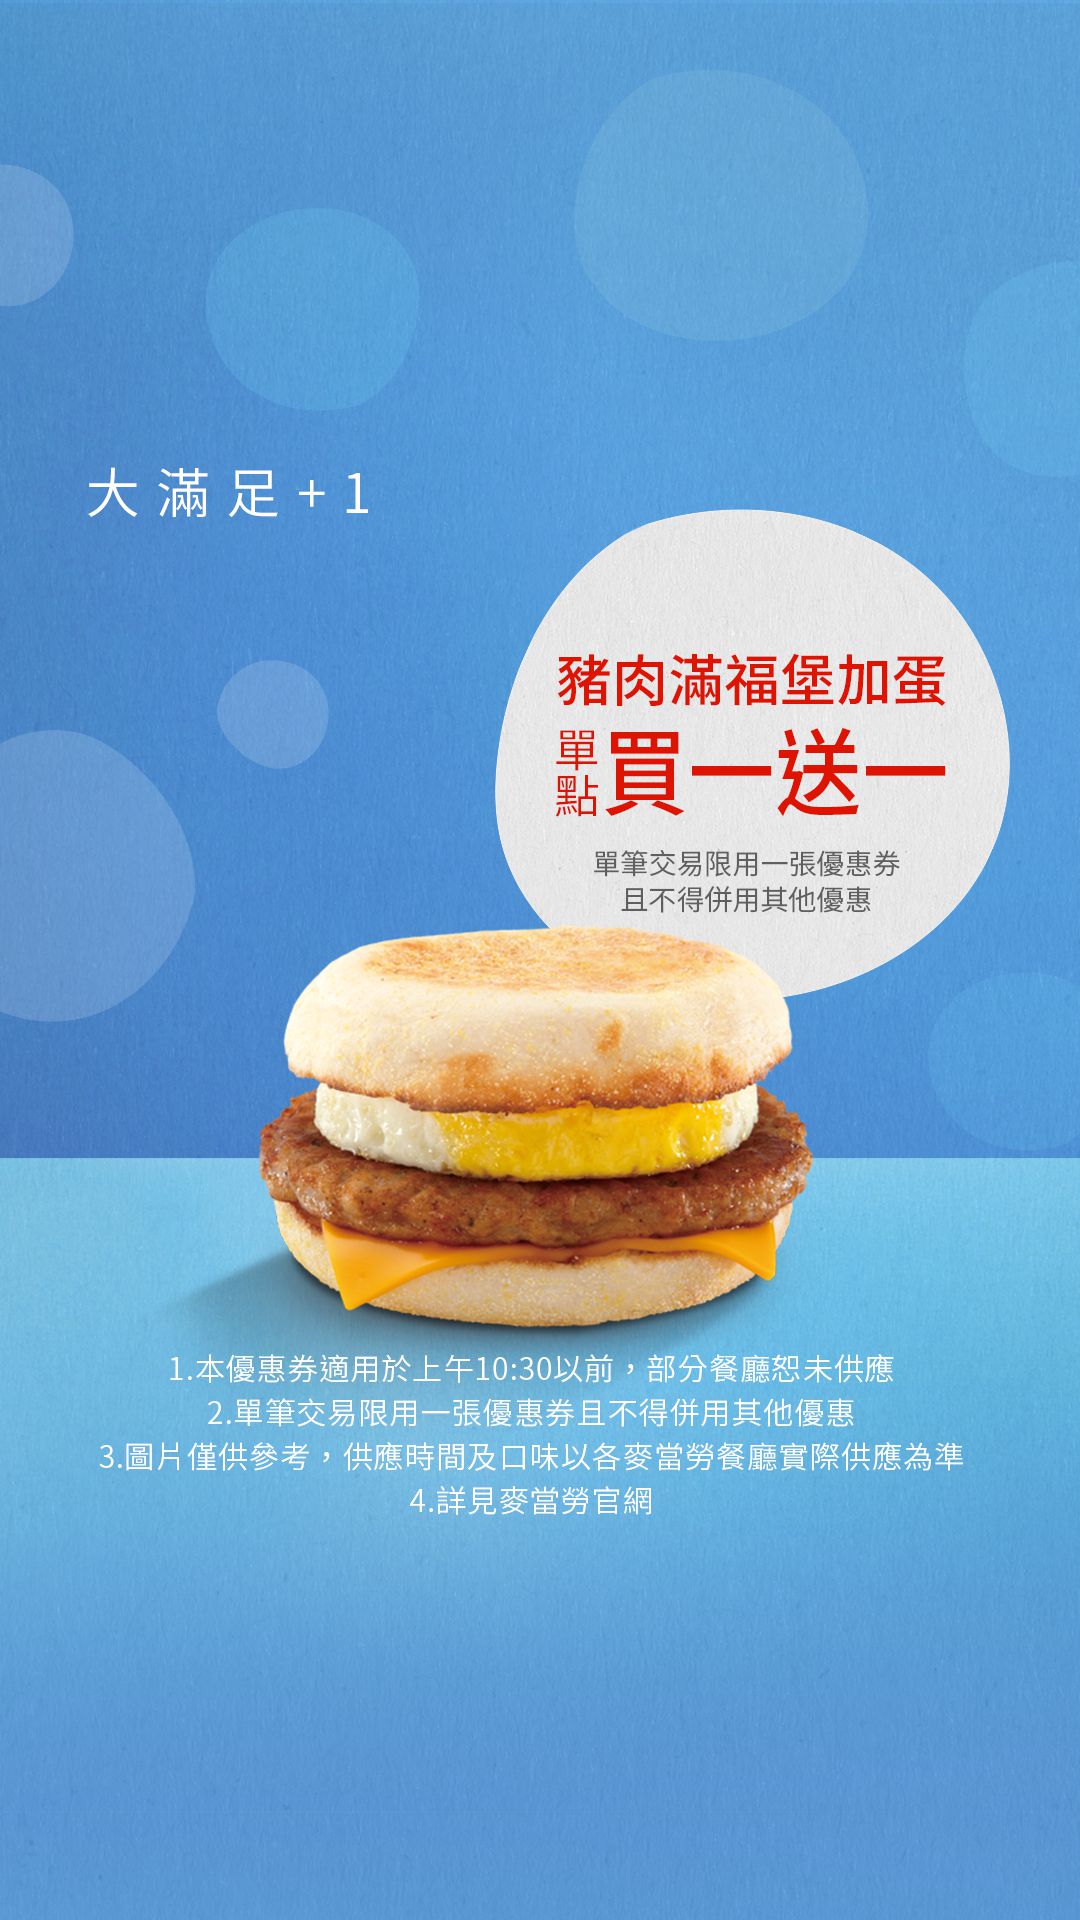 大滿足+1
豬肉滿福堡加蛋
單點買一送一
單筆交易限用一張優惠券
且不得併用其他優惠
1.本優惠券適用於上午10:30以前，部分餐廳恕未供應
2.單筆交易限用一張優惠券且不得併用其他優惠
3.圖片僅供參考，供應時間及口味以各麥當勞餐廳實際供應為準
4.詳見麥當勞官網